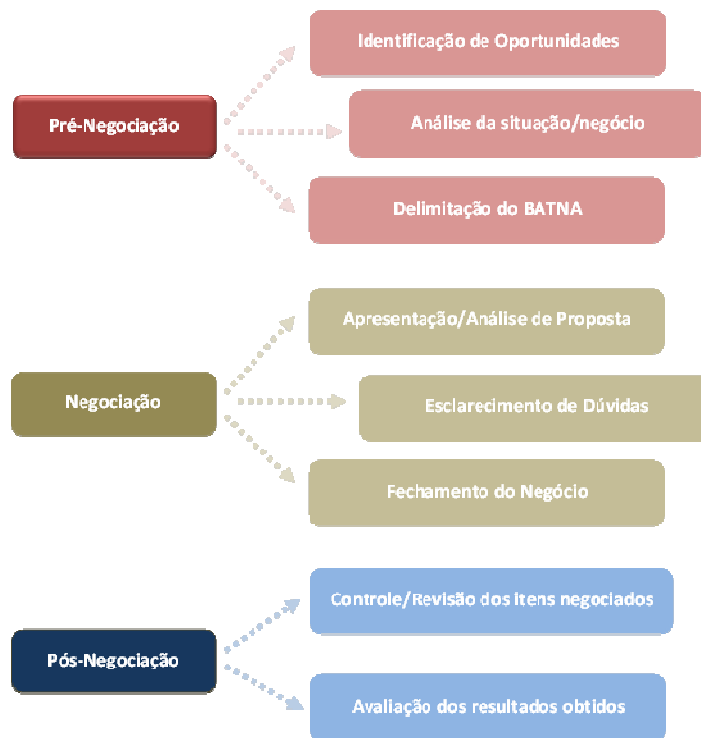 Pré-Negociação
Identificação de Oportunidades
Análise da situação/negócio
Delimitação do BATNA
Negociação
Apresentação/Análise de Proposta
Esclarecimento de Dúvidas
Fechamento do Negócio
Pós-Negociação
Controle/Revisão dos itens negociados
Avaliação dos resultados obtidos